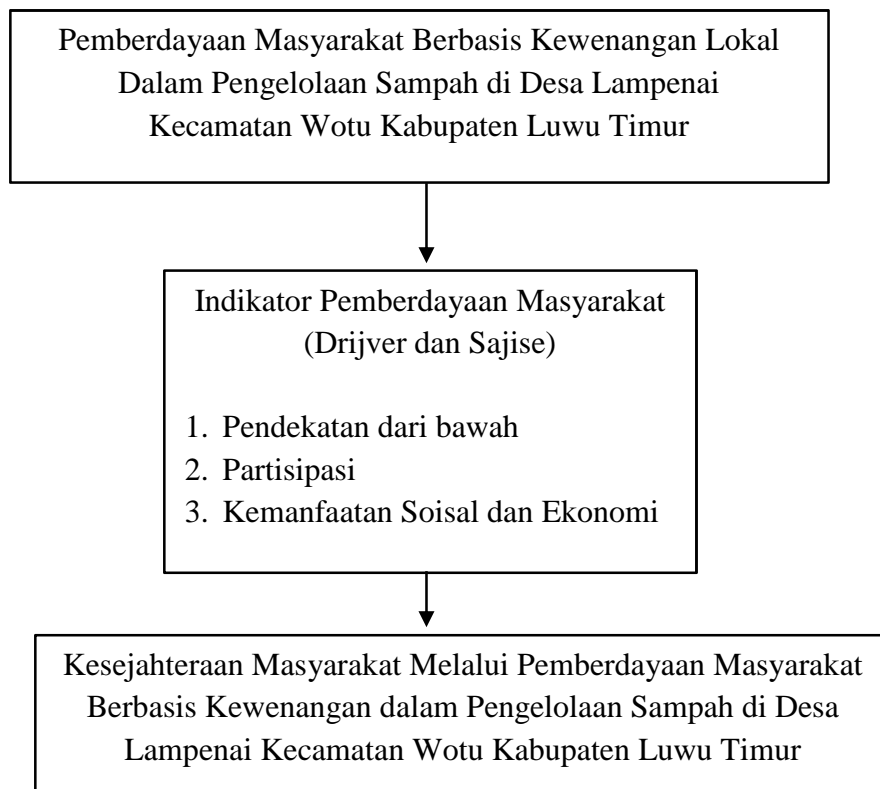 Pemberdayaan Masyarakat Berbasis Kewenangan Lokal
Dalam Pengelolaan Sampah di Desa Lampenai
Kecamatan Wotu Kabupaten Luwu Timur
Indikator Pemberdayaan Masyarakat
(Drijver dan Sajise)
1. Pendekatan dari bawah
2. Partisipasi
3. Kemanfaatan Soisal dan Ekonomi
Kesejahteraan Masyarakat Melalui Pemberdayaan Masyarakat
Berbasis Kewenangan dalam Pengelolaan Sampah di Desa
Lampenai Kecamatan Wotu Kabupaten Luwu Timur